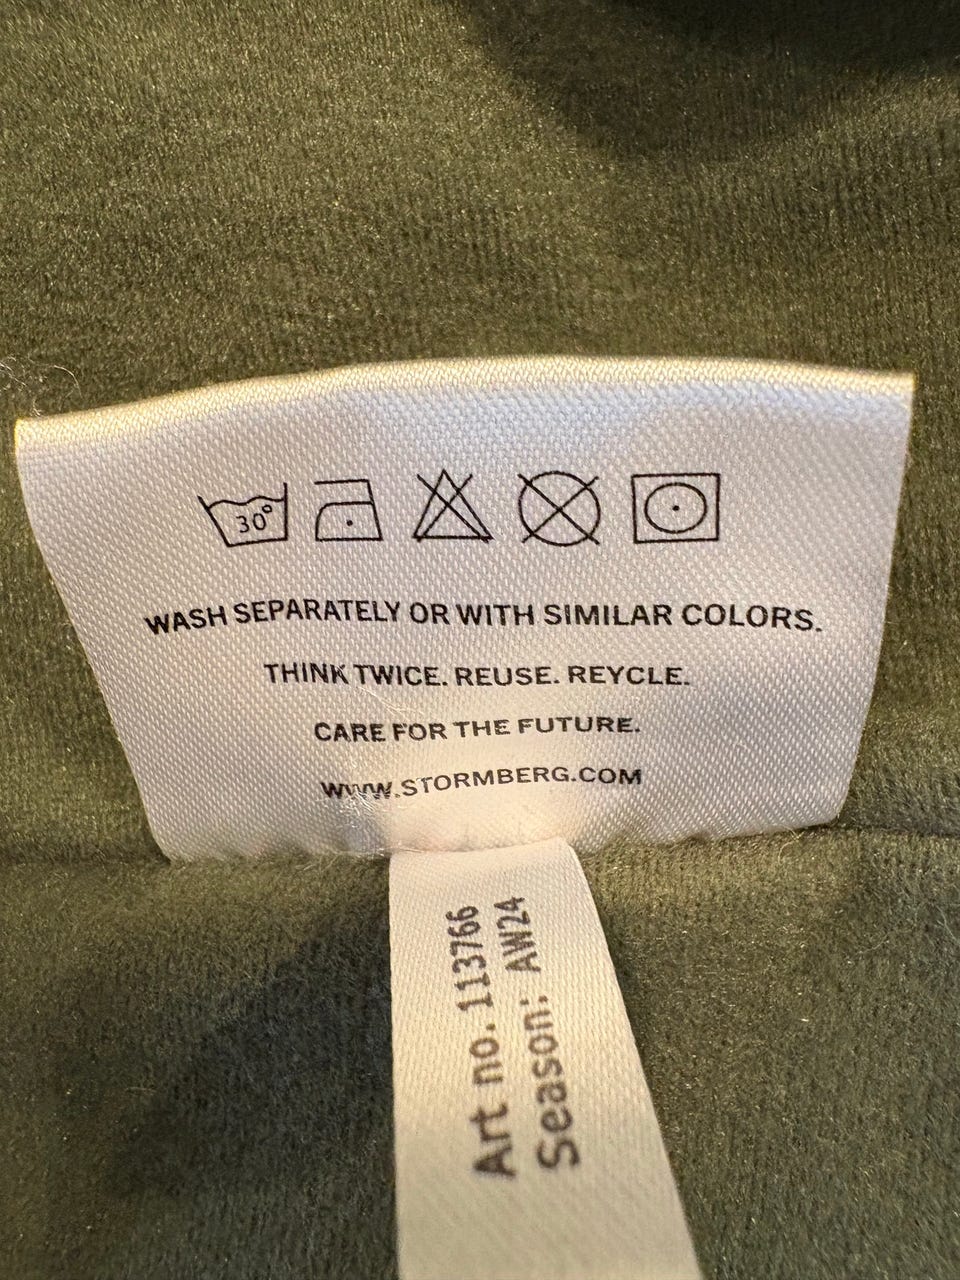 30°
WASH SEPARATELY OR WITH SIMILAR COLORS.
THINK TWICE. REUSE. REYCLE.
CARE FOR THE FUTURE.
WWW.STORMBERG.COM
Art no. 113766
Season: AW24